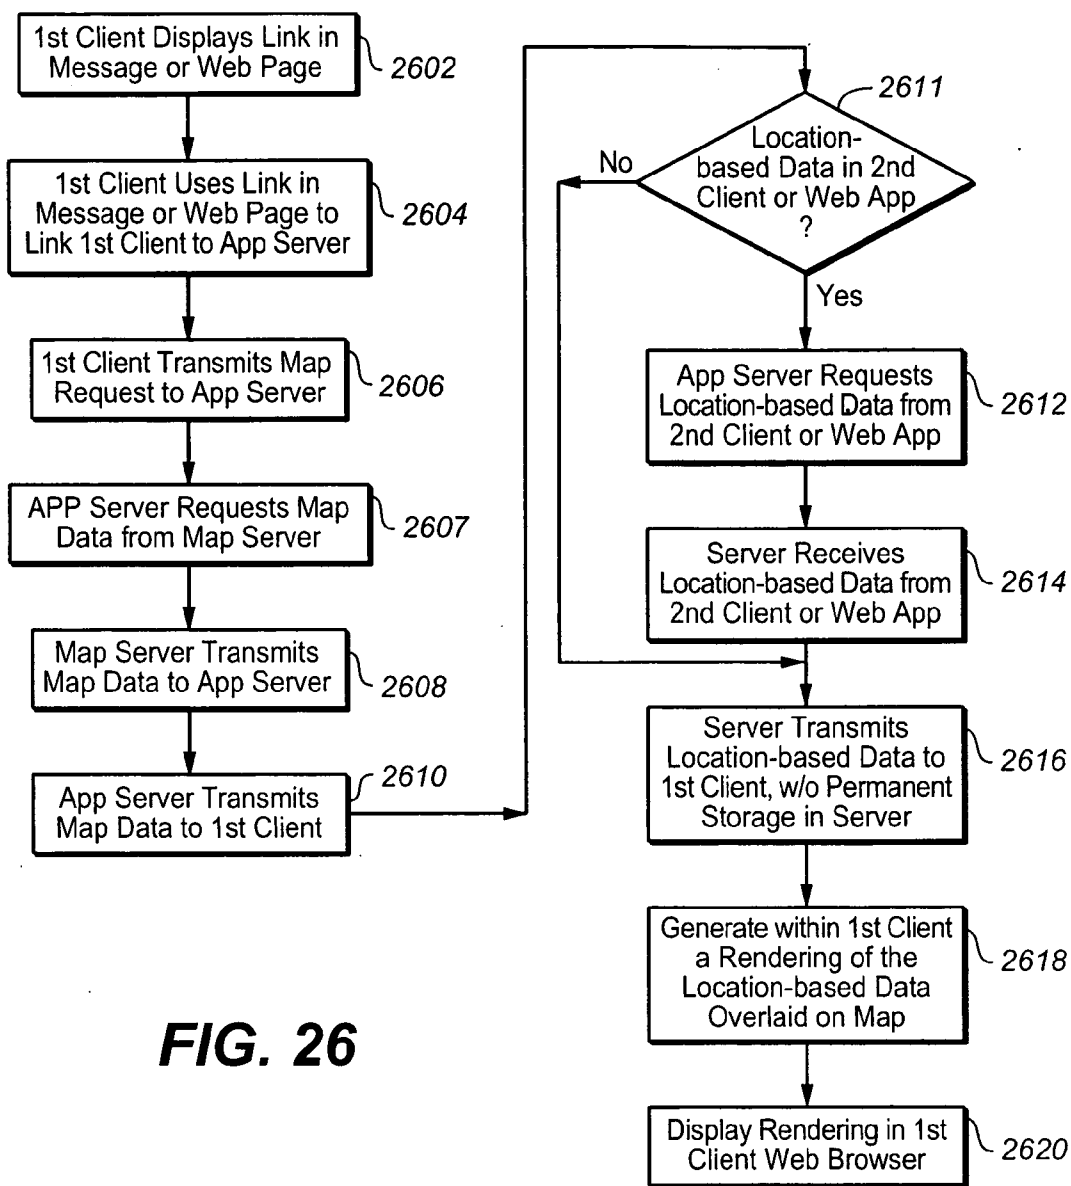 1st Client Displays Link in
Message or Web Page
2602
1st Client Uses Link in
Message or Web Page to
Link 1st Client to App Server
2604
1st Client Transmits Map
Request to App Server
2606
APP Server Requests Map
Data from Map Server
2607
Map Server Transmits
Map Data to App Server
2608
App Server Transmits
Map Data to 1st Client
2610
Location-
based Data in 2nd
Client or Web App
?
2611
No
Yes
App Server Requests
Location-based Data from
2nd Client or Web App
2612
Server Receives
Location-based Data from
2nd Client or Web App
2614
Server Transmits
Location-based Data to
1st Client, w/o Permanent
Storage in Server
2616
Generate within 1st Client
a Rendering of the
Location-based Data
Overlaid on Map
2618
Display Rendering in 1st
Client Web Browser
2620
FIG. 26